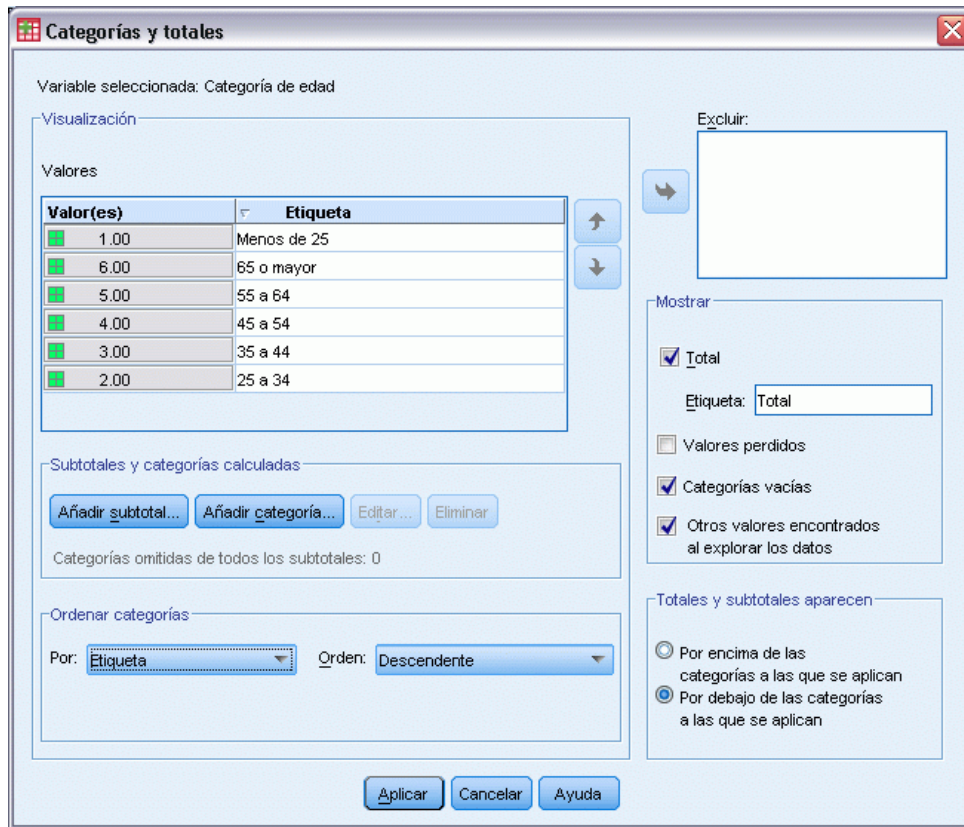 Categorías y totales
Variable seleccionada: Categoría de edad
Visualización
Valores
Valor(es) Etiqueta
1.00 Menos de 25
6.00 65 o mayor
5.00 55 a 64
4.00 45 a 54
3.00 35 a 44
2.00 25 a 34
Subtotales y categorías calculadas
Añadir subtotal... Añadir categoría... Editar... Eliminar
Categorías omitidas de todos los subtotales: 0
Ordenar categorías
Por: Etiqueta Orden: Descendente
Excluir:
Mostrar
Total
Etiqueta: Total
Valores perdidos
Categorías vacías
Otros valores encontrados
al explorar los datos
Totales y subtotales aparecen
Por encima de las
categorías a las que se aplican
Por debajo de las categorías
a las que se aplican
Aplicar Cancelar Ayuda